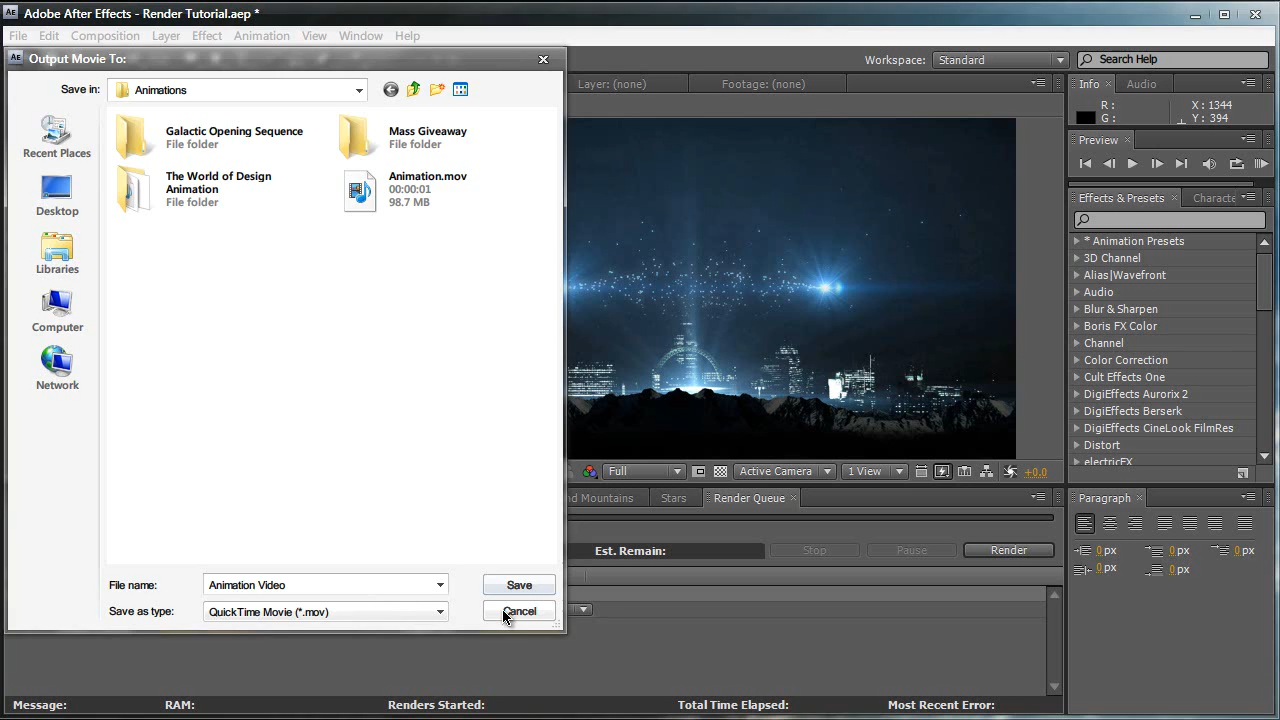 Adobe After Effects - Render Tutorial.aep *
File Edit Composition Layer Effect Animation View Window Help
Output Movie To:
Save in: Animations
Recent Places
Desktop
Libraries
Computer
Network
Galactic Opening Sequence
File folder
Mass Giveaway
File folder
The World of Design
Animation
File folder
Animation.mov
00:00:01
98.7 MB
File name: Animation Video
Save
Save as type: QuickTime Movie (*.mov)
Cancel
Workspace: Standard
Search Help
Layer: (none) Footage: (none)
Info Audio
R : X : 1344
G : Y : 394
Preview
Effects & Presets
* Animation Presets
3D Channel
Alias|Wavefront
Audio
Blur & Sharpen
Boris FX Color
Channel
Color Correction
Cult Effects One
DigiEffects Aurorix 2
DigiEffects Berserk
DigiEffects CineLook FilmRes
Distort
electricFX
Full Active Camera 1 View +0.0
nd Mountains Stars Render Queue
Est. Remain: Stop Pause Render
Paragraph
0 px 0 px 0 px
0 px 0 px
Message: RAM: Renders Started: Total Time Elapsed: Most Recent Error: